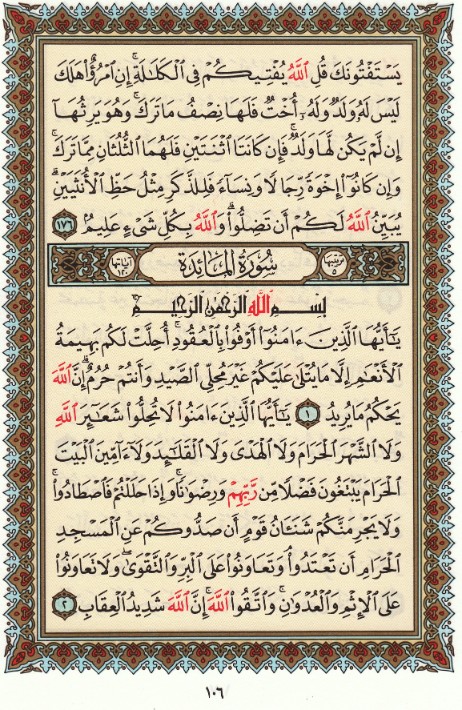 يَسْتَفْتُونَكَ قُلِ ٱللَّهُ يُفْتِيكُمْ فِى ٱلْكَلَٰلَةِ ۚ إِنِ ٱمْرُؤٌا۟ هَلَكَ
لَيْسَ لَهُۥ وَلَدٌ وَلَهُۥٓ أُخْتٌ فَلَهَا نِصْفُ مَا تَرَكَ ۚ وَهُوَ يَرِثُهَآ
إِن لَّمْ يَكُن لَّهَا وَلَدٌ ۚ فَإِن كَانَتَا ٱثْنَتَيْنِ فَلَهُمَا ٱلثُّلُثَانِ مِمَّا تَرَكَ ۚ
وَإِن كَانُوٓا۟ إِخْوَةً رِّجَالًا وَنِسَآءً فَلِلذَّكَرِ مِثْلُ حَظِّ ٱلْأُنثَيَيْنِ ۗ
يُبَيِّنُ ٱللَّهُ لَكُمْ أَن تَضِلُّوا۟ ۗ وَٱللَّهُ بِكُلِّ شَىْءٍ عَلِيمٌۢ ١٧٦
ترتيبها ٥ سُورَةُ المَائِدَةِ آياتها ١٢٠
بِسْمِ ٱللَّهِ ٱلرَّحْمَٰنِ ٱلرَّحِيمِ
يَٰٓأَيُّهَا ٱلَّذِينَ ءَامَنُوٓا۟ أَوْفُوا۟ بِٱلْعُقُودِ ۚ أُحِلَّتْ لَكُم بَهِيمَةُ
ٱلْأَنْعَٰمِ إِلَّا مَا يُتْلَىٰ عَلَيْكُمْ غَيْرَ مُحِلِّى ٱلصَّيْدِ وَأَنتُمْ حُرُمٌ ۗ إِنَّ ٱللَّهَ
يَحْكُمُ مَا يُرِيدُ ١ يَٰٓأَيُّهَا ٱلَّذِينَ ءَامَنُوا۟ لَا تُحِلُّوا۟ شَعَٰٓئِرَ ٱللَّهِ
وَلَا ٱلشَّهْرَ ٱلْحَرَامَ وَلَا ٱلْهَدْىَ وَلَا ٱلْقَلَٰٓئِدَ وَلَآ ءَآمِّينَ ٱلْبَيْتَ
ٱلْحَرَامَ يَبْتَغُونَ فَضْلًا مِّن رَّبِّهِمْ وَرِضْوَٰنًا ۚ وَإِذَا حَلَلْتُمْ فَٱصْطَادُوا۟ ۚ
وَلَا يَجْرِمَنَّكُمْ شَنَـَٔانُ قَوْمٍ أَن صَدُّوكُمْ عَنِ ٱلْمَسْجِدِ
ٱلْحَرَامِ أَن تَعْتَدُوا۟ ۘ وَتَعَاوَنُوا۟ عَلَى ٱلْبِرِّ وَٱلتَّقْوَىٰ ۖ وَلَا تَعَاوَنُوا۟
عَلَى ٱلْإِثْمِ وَٱلْعُدْوَٰنِ ۚ وَٱتَّقُوا۟ ٱللَّهَ ۖ إِنَّ ٱللَّهَ شَدِيدُ ٱلْعِقَابِ ٢
١٠٦